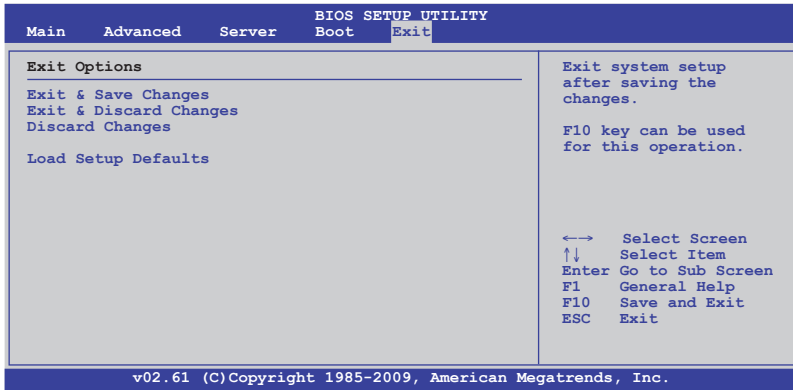 BIOS SETUP UTILITY
Main Advanced Server Boot Exit
Exit Options
Exit & Save Changes
Exit & Discard Changes
Discard Changes
Load Setup Defaults
Exit system setup
after saving the
changes.
F10 key can be used
for this operation.
←→ Select Screen
↑↓ Select Item
Enter Go to Sub Screen
F1 General Help
F10 Save and Exit
ESC Exit
v02.61 (C)Copyright 1985-2009, American Megatrends, Inc.